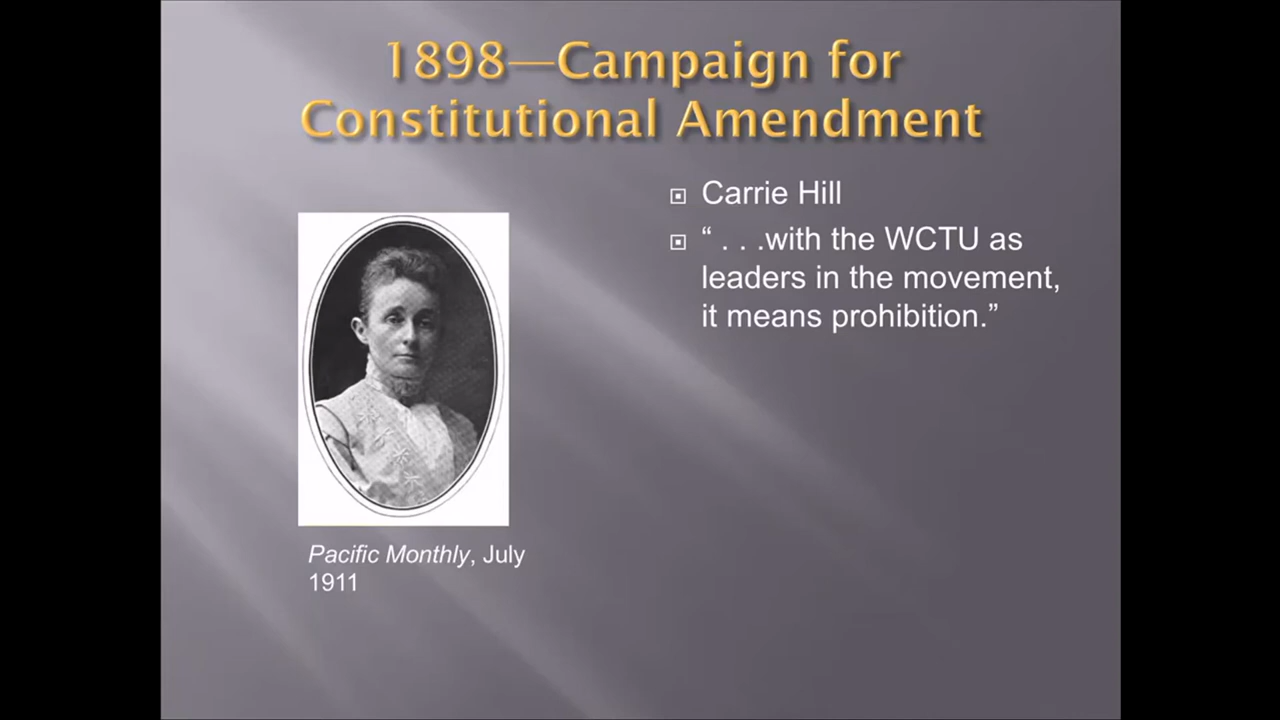 1898—Campaign for
Constitutional Amendment
Carrie Hill
“ . . .with the WCTU as
leaders in the movement,
it means prohibition.”
Pacific Monthly, July
1911